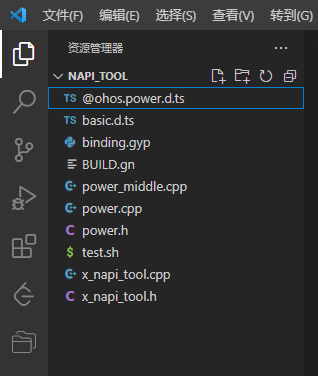 文件(F) 编辑(E) 选择(S) 查看(V) 转到(G)
资源管理器
NAPI_TOOL
TS @ohos.power.d.ts
TS basic.d.ts
binding.gyp
BUILD.gn
power_middle.cpp
power.cpp
C power.h
$ test.sh
x_napi_tool.cpp
C x_napi_tool.h